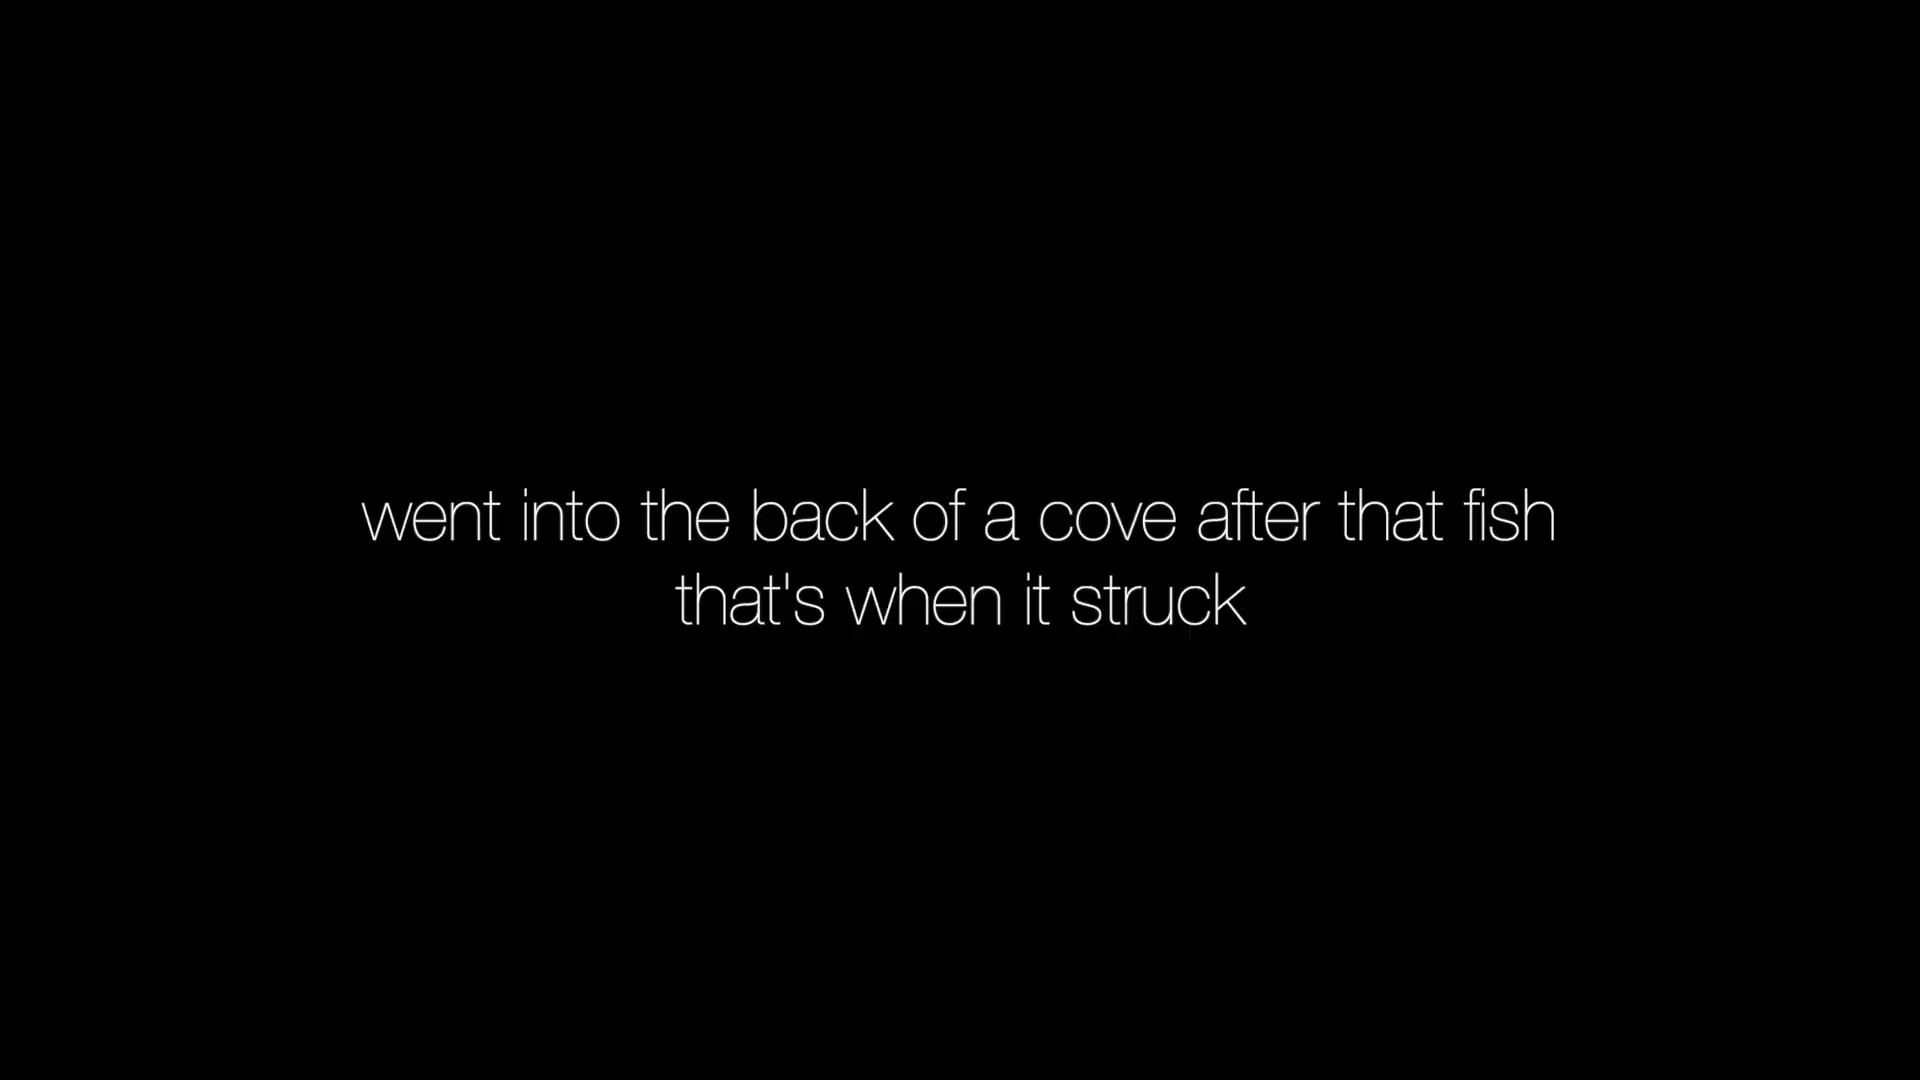 went into the back of a cove after that fish
that's when it struck